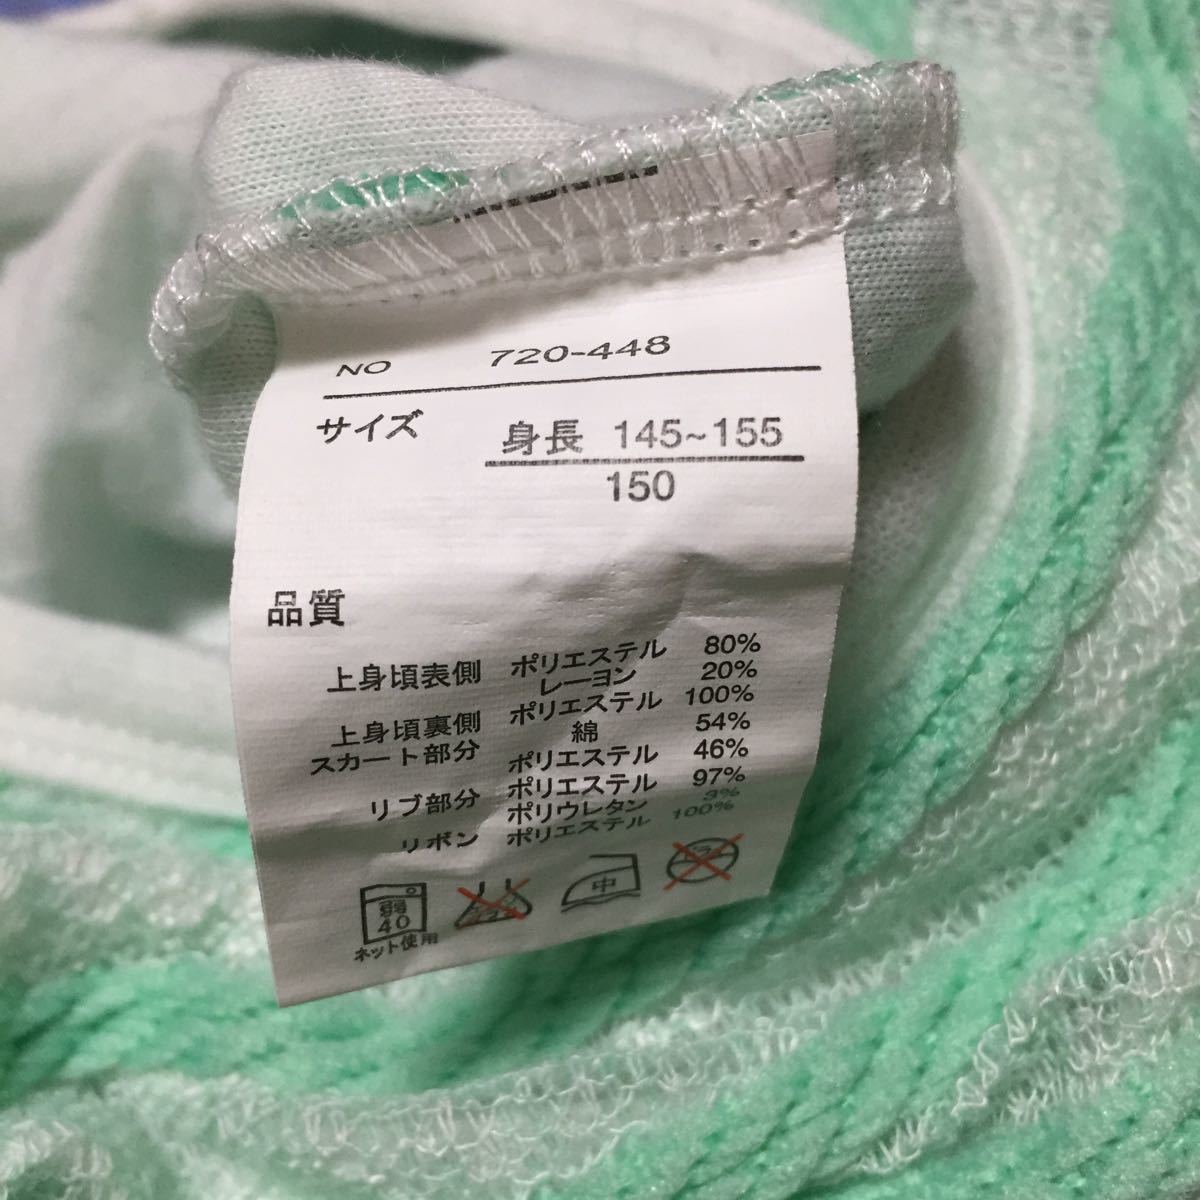 NO 720-448
サイズ 身長 145~155
150
品質
上身頃表側 ポリエステル 80%
レーヨン 20%
上身頃裏側 ポリエステル 100%
スカート部分 綿 54%
ポリエステル 46%
リブ部分 ポリエステル 97%
ポリウレタン 3%
リボン ポリエステル 100%
弱
40
中
ネット使用